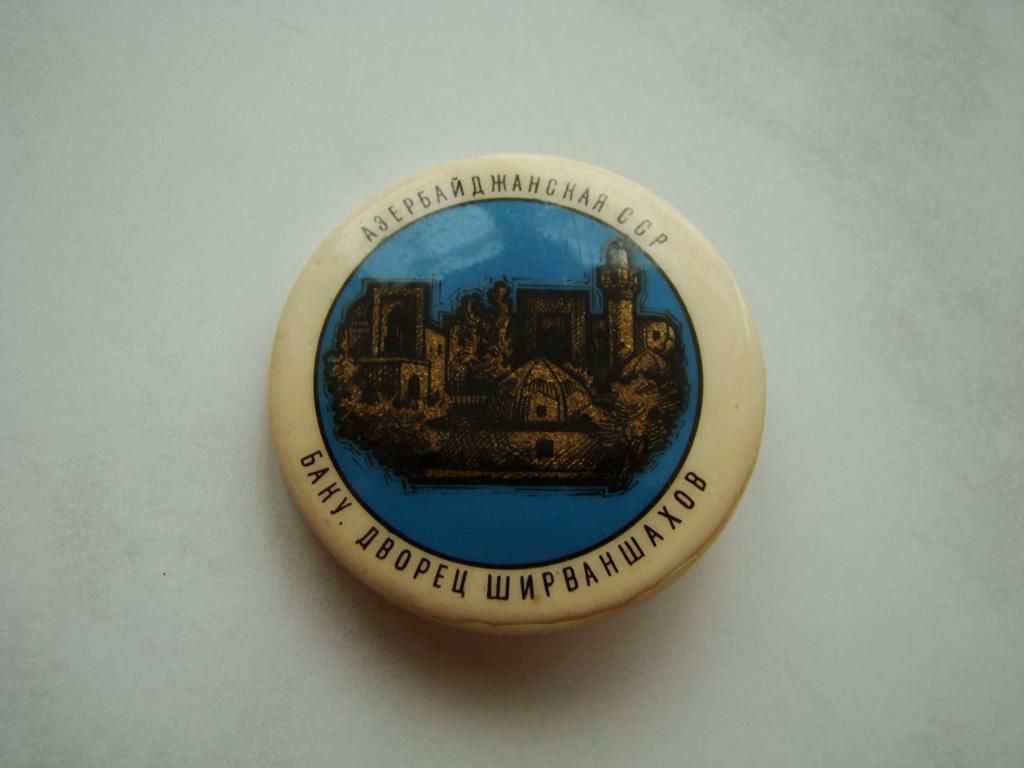 АЗЕРБАЙДЖАНСКАЯ ССР
БАКУ. ДВОРЕЦ ШИРВАНШАХОВ